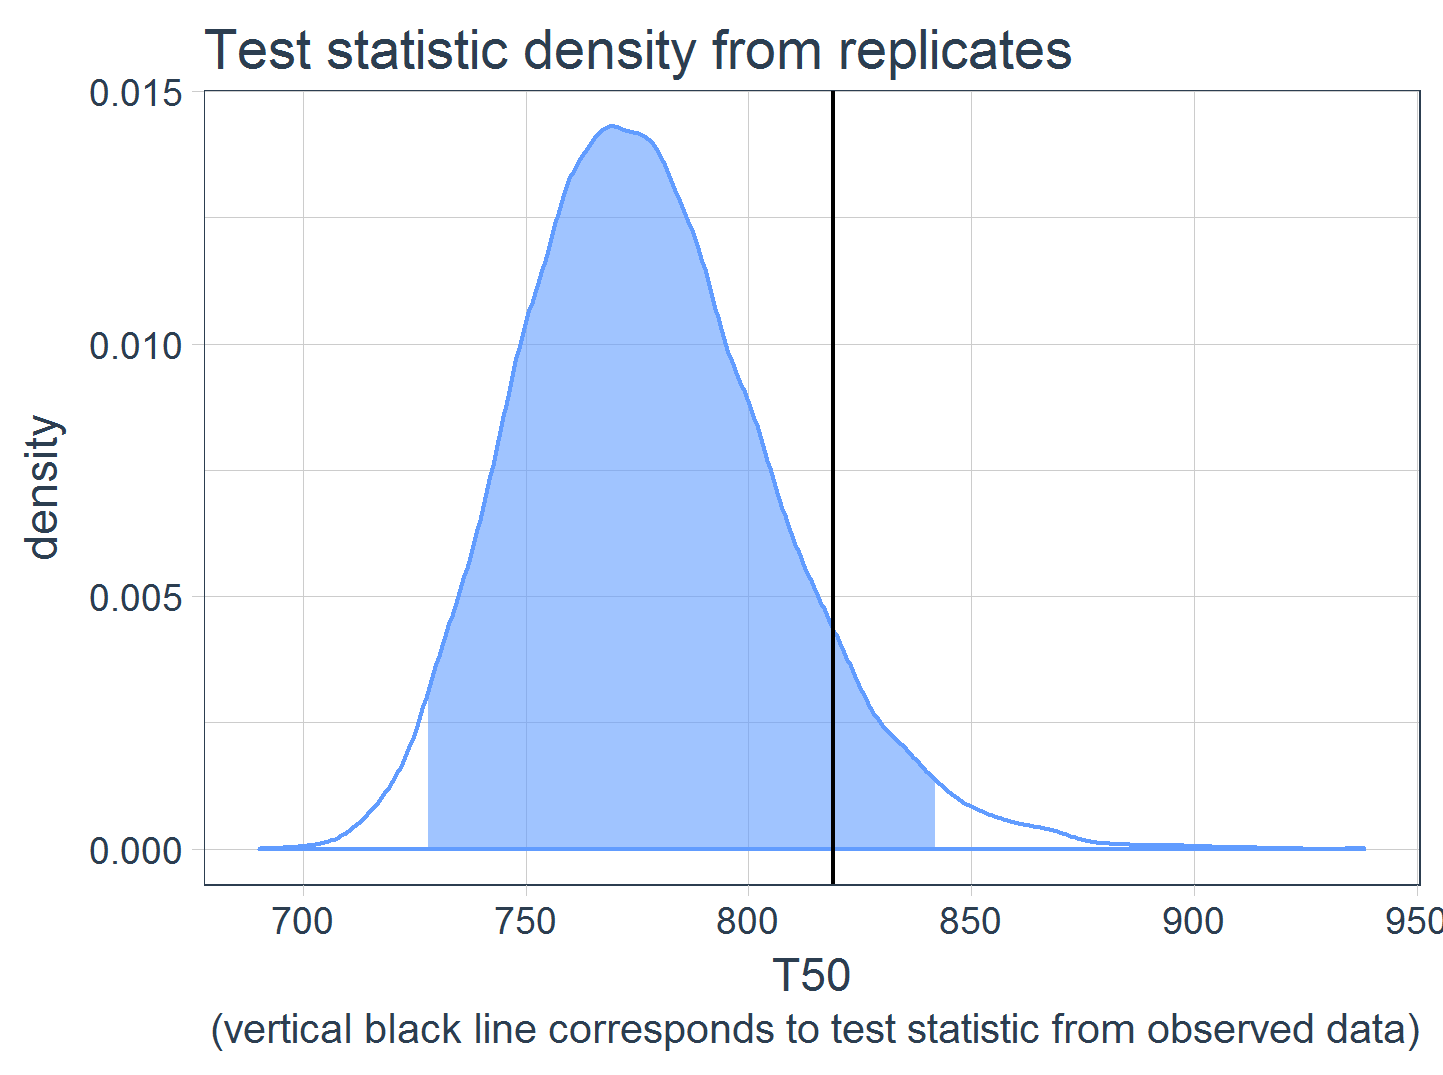 Test statistic density from replicates
0.015
0.010
0.005
0.000
density
700 750 800 850 900 950
T50
(vertical black line corresponds to test statistic from observed data)